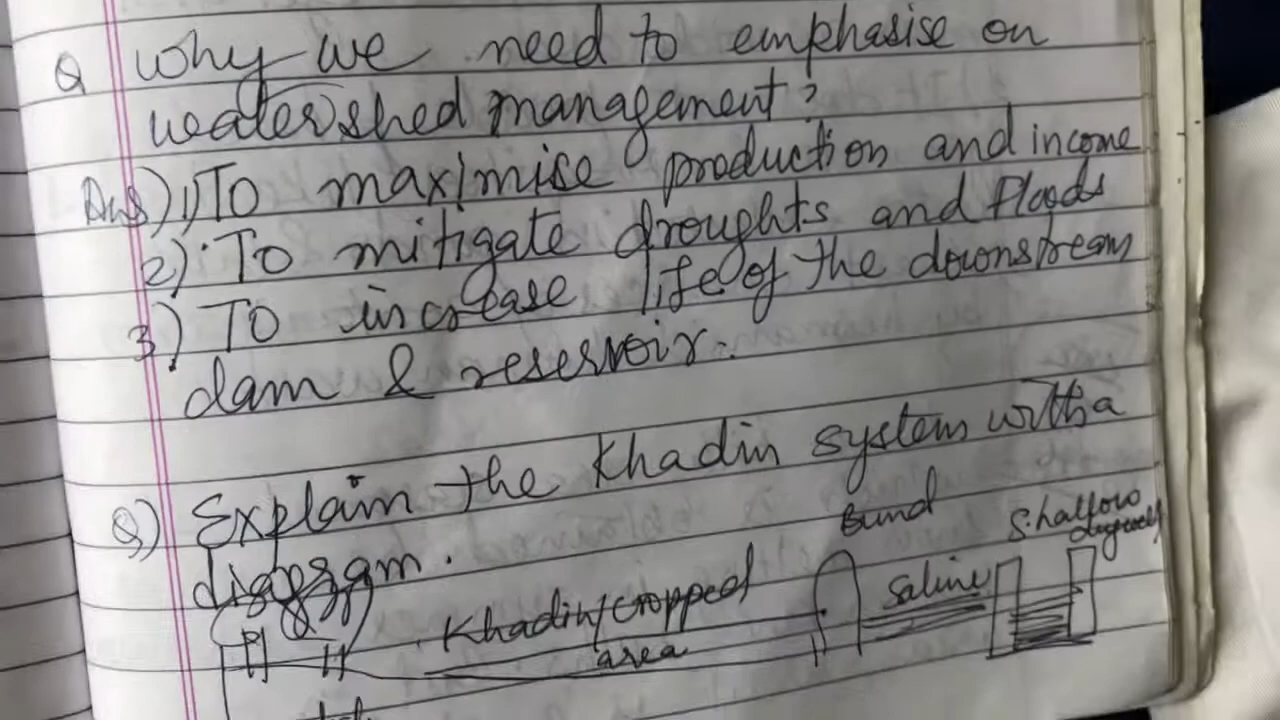 Q why we need to emphasise on
watershed management?
Ans) 1) To maximise production and income
2) To mitigate droughts and floods
3) To increase life of the downstream
dam & reservoir.
Q) Explain the Khadin system with a
diagram.
Bund
Shallow
dugwell
Khadin/cropped
area
Saline